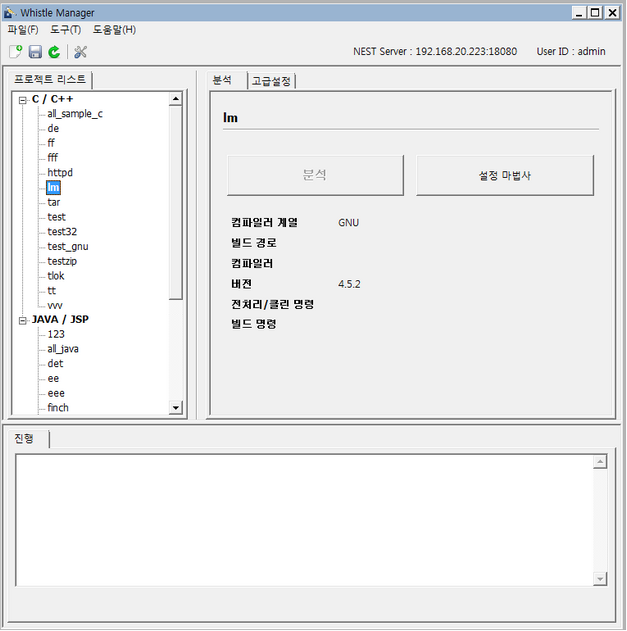 Whistle Manager
파일(F) 도구(T) 도움말(H)
NEST Server : 192.168.20.223:18080 User ID : admin
프로젝트 리스트
C / C++
all_sample_c
de
ff
fff
httpd
lm
tar
test
test32
test_gnu
testzip
tlok
tt
vvv
JAVA / JSP
123
all_java
det
ee
eee
finch
분석 고급설정
lm
분석 설정 마법사
컴파일러 계열 GNU
빌드 경로
컴파일러
버전 4.5.2
전처리/클린 명령
빌드 명령
진행